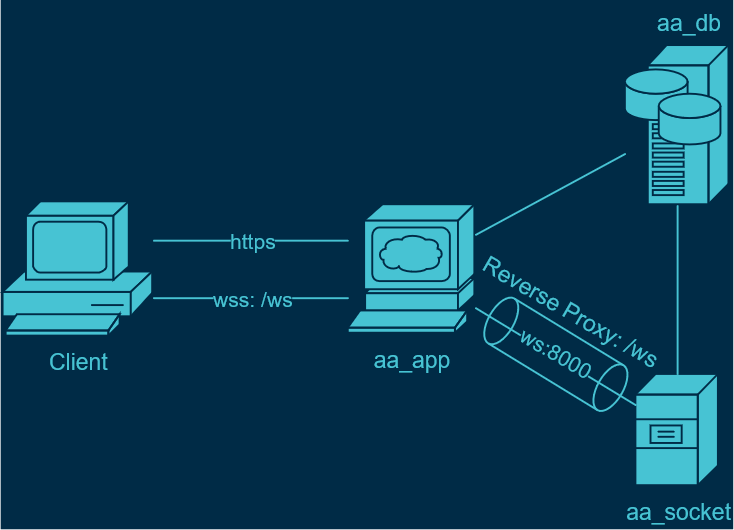 aa_db
https
wss: /ws
Client
aa_app
Reverse Proxy: /ws
ws:8000
aa_socket